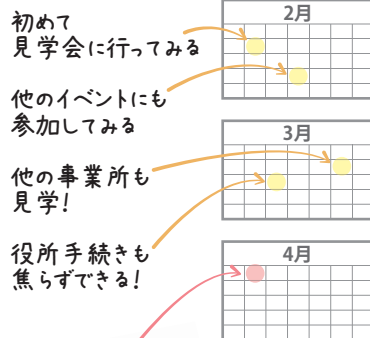 初めて
見学会に行ってみる
他のイベントにも
参加してみる
他の事業所も
見学!
役所手続きも
焦らずできる!
2月
3月
4月